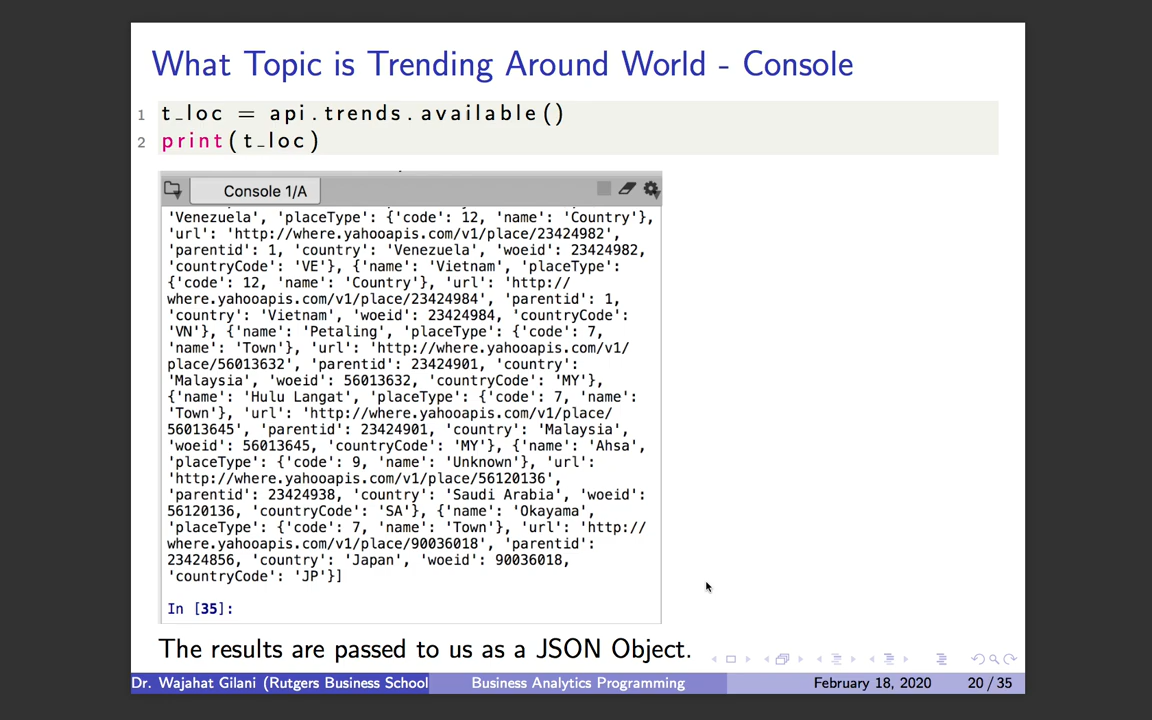 What Topic is Trending Around World - Console
1 t_loc = api.trends.available()
2 print(t_loc)
Console 1/A
'Venezuela', 'placeType': {'code': 12, 'name': 'Country'},
'url': 'http://where.yahooapis.com/v1/place/23424982',
'parentid': 1, 'country': 'Venezuela', 'woeid': 23424982,
'countryCode': 'VE'}, {'name': 'Vietnam', 'placeType':
{'code': 12, 'name': 'Country'}, 'url': 'http://
where.yahooapis.com/v1/place/23424984', 'parentid': 1,
'country': 'Vietnam', 'woeid': 23424984, 'countryCode':
'VN'}, {'name': 'Petaling', 'placeType': {'code': 7,
'name': 'Town'}, 'url': 'http://where.yahooapis.com/v1/
place/56013632', 'parentid': 23424901, 'country':
'Malaysia', 'woeid': 56013632, 'countryCode': 'MY'},
{'name': 'Hulu Langat', 'placeType': {'code': 7, 'name':
'Town'}, 'url': 'http://where.yahooapis.com/v1/place/
56013645', 'parentid': 23424901, 'country': 'Malaysia',
'woeid': 56013645, 'countryCode': 'MY'}, {'name': 'Ahsa',
'placeType': {'code': 9, 'name': 'Unknown'}, 'url':
'http://where.yahooapis.com/v1/place/56120136',
'parentid': 23424938, 'country': 'Saudi Arabia', 'woeid':
56120136, 'countryCode': 'SA'}, {'name': 'Okayama',
'placeType': {'code': 7, 'name': 'Town'}, 'url': 'http://
where.yahooapis.com/v1/place/90036018', 'parentid':
23424856, 'country': 'Japan', 'woeid': 90036018,
'countryCode': 'JP'}]
In [35]:
The results are passed to us as a JSON Object.
Dr. Wajahat Gilani (Rutgers Business School Business Analytics Programming February 18, 2020 20 / 35